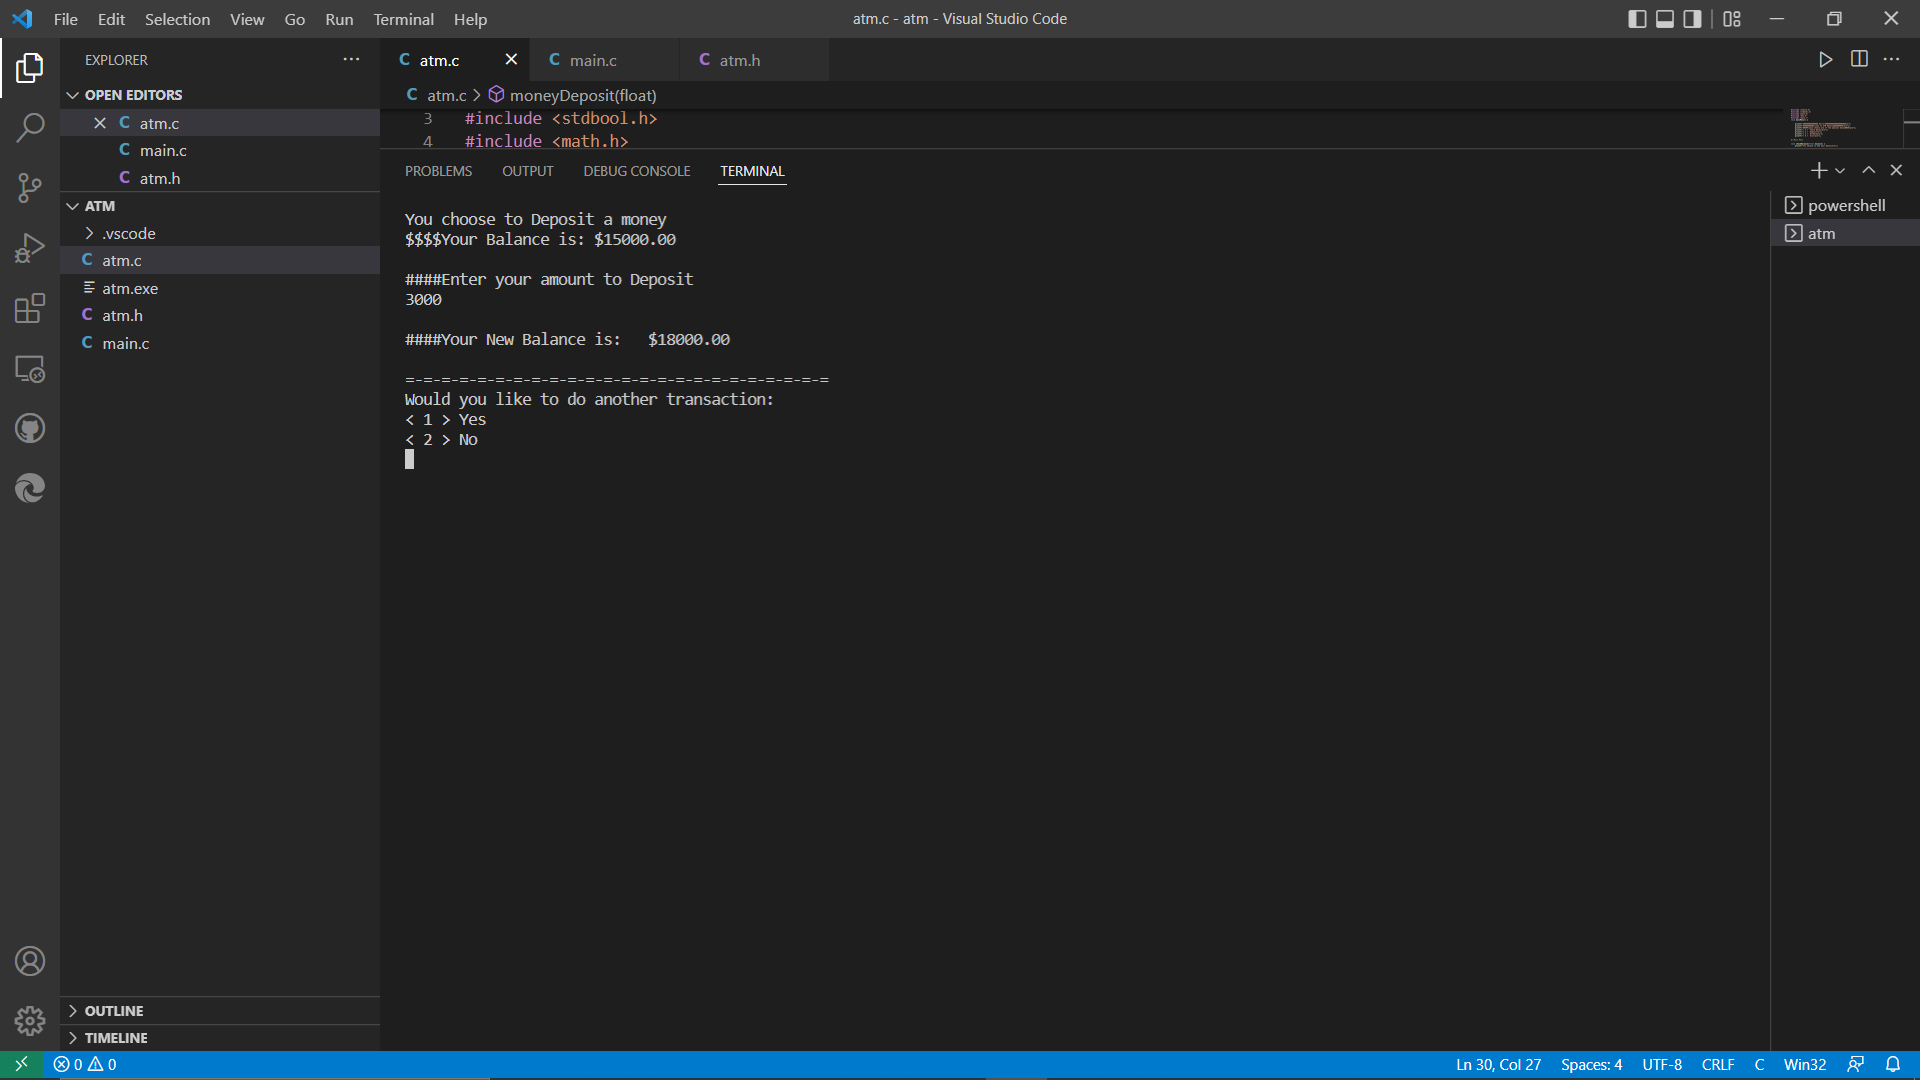 File Edit Selection View Go Run Terminal Help
atm.c - atm - Visual Studio Code
EXPLORER
OPEN EDITORS
C atm.c
C main.c
C atm.h
ATM
.vscode
C atm.c
atm.exe
C atm.h
C main.c
OUTLINE
TIMELINE
C atm.c
C main.c
C atm.h
C atm.c > moneyDeposit(float)
3 #include <stdbool.h>
4 #include <math.h>
PROBLEMS OUTPUT DEBUG CONSOLE TERMINAL
You choose to Deposit a money
$$$$Your Balance is: $15000.00
####Enter your amount to Deposit
3000
####Your New Balance is:   $18000.00
=-=-=-=-=-=-=-=-=-=-=-=-=-=-=-=-=-=-=-=-=-=-=-=
Would you like to do another transaction:
< 1 > Yes
< 2 > No
powershell
atm
0 0
Ln 30, Col 27 Spaces: 4 UTF-8 CRLF C Win32